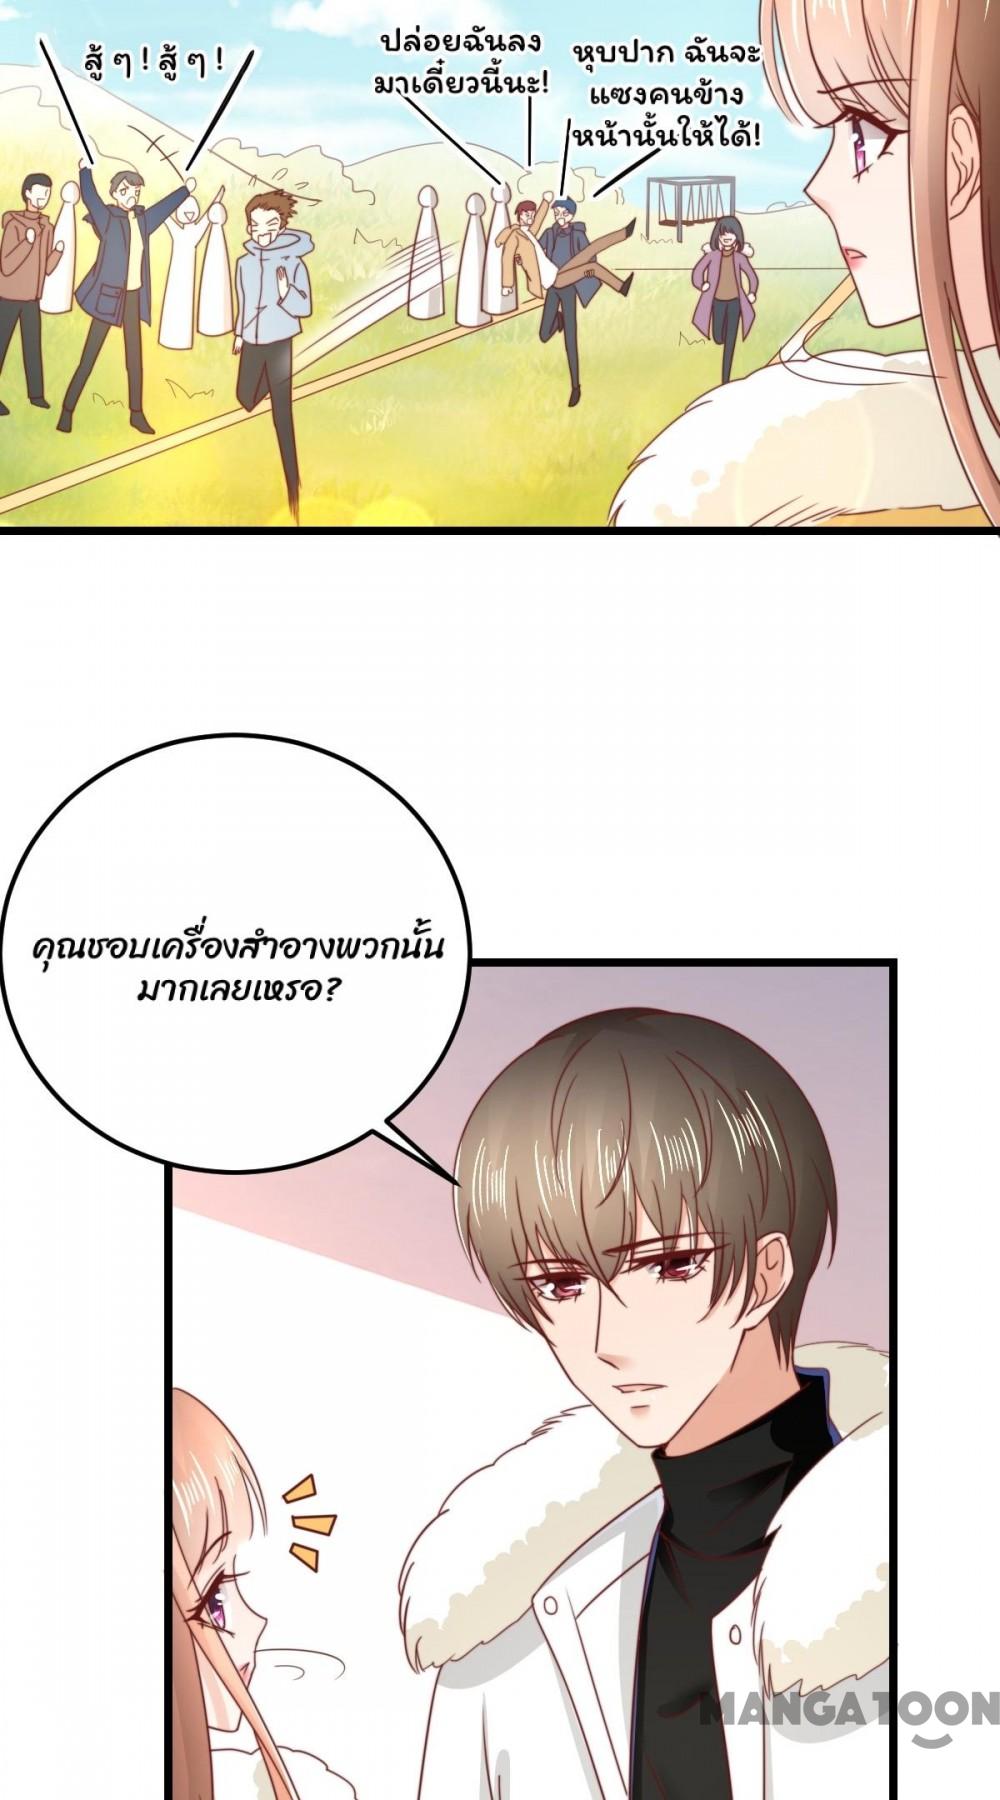 สู้ ๆ ! สู้ ๆ !
ปล่อยฉันลง
มาเดี๋ยวนี้นะ!
หุบปาก ฉันจะ
แซงคนข้าง
หน้านั้นให้ได้!
คุณชอบเครื่องสำอางพวกนั้น
มากเลยเหรอ?
MANGATOON